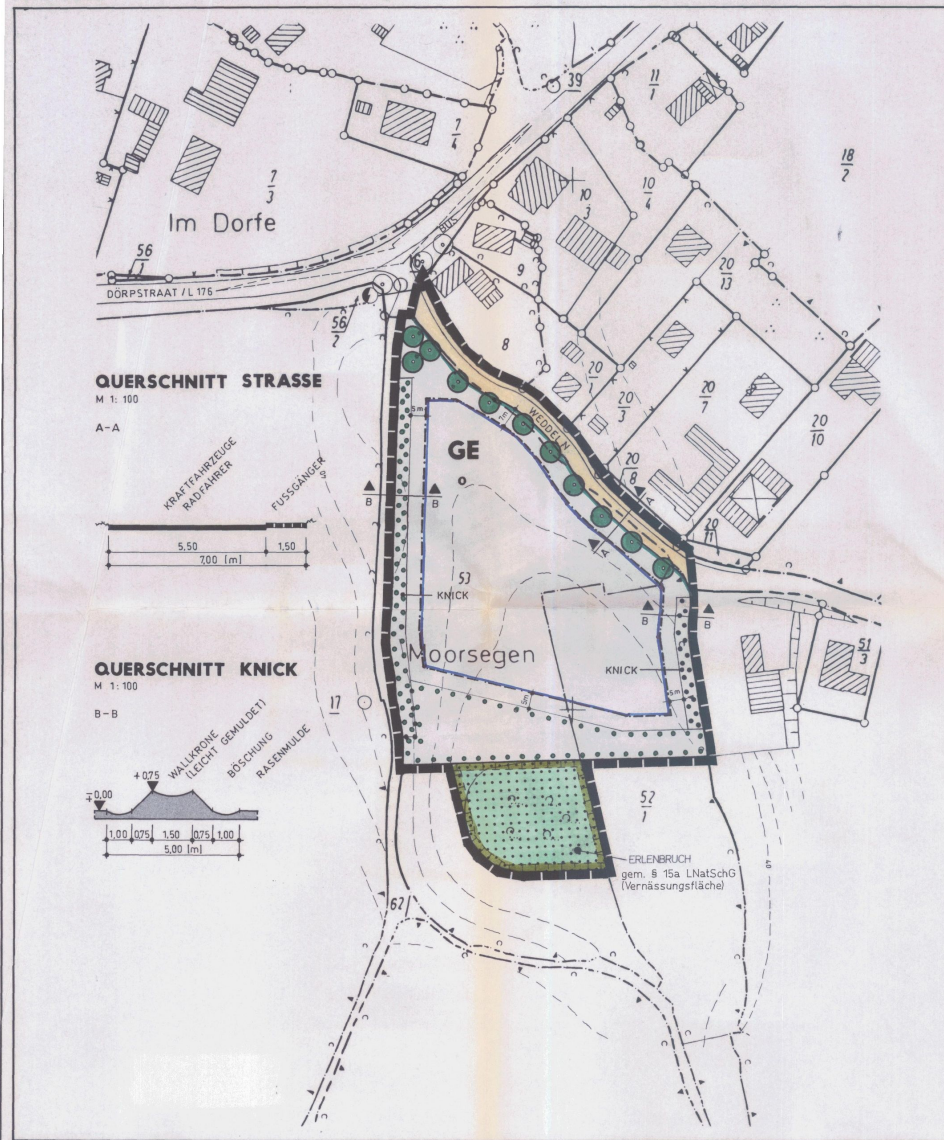 39
11
1
7
4
18
2
7
3
10
3
10
4
Im Dorfe
56
1
9
20
13
16
DÖRPSTRAAT / L 176
56
2
8
20
3
20
7
20
10
QUERSCHNITT STRASSE
M 1: 100
A-A
5m
WEDDELN
GE
20
8
A
KRAFTFAHRZEUGE
RADFAHRER
FUSSGÄNGER
S
B
B
20
11
A
5,50
1,50
7,00 [m]
53
KNICK
B
B
QUERSCHNITT KNICK
M 1: 100
Moorsegen
KNICK
51
3
B-B
17
5m
WALLKRONE
(LEICHT GEMULDET)
BÖSCHUNG
RASENMULDE
+0,75
±0,00
1,00 0,75 1,50 0,75 1,00
5,00 [m]
52
1
ERLENBRUCH
gem. § 15a LNatSchG
(Vernässungsfläche)
S
62